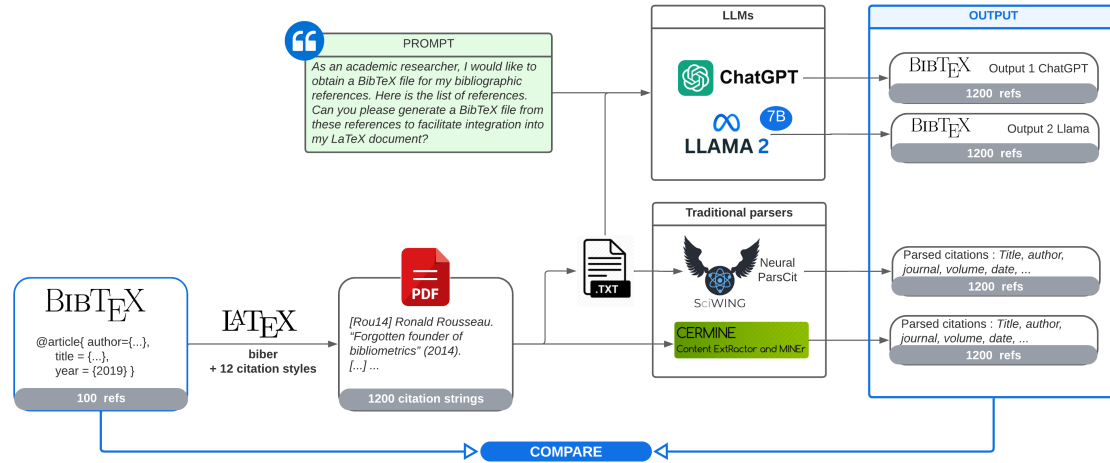 PROMPT
As an academic researcher, I would like to
obtain a BibTeX file for my bibliographic
references. Here is the list of references.
Can you please generate a BibTeX file from
these references to facilitate integration into
my LaTeX document?
LLMs
ChatGPT
7B
LLAMA 2
OUTPUT
BIBTEX Output 1 ChatGPT
1200 refs
BIBTEX Output 2 Llama
1200 refs
Traditional parsers
Neural
ParsCit
SciWING
CERMINE
Content ExtRactor and MINEr
Parsed citations : Title, author,
journal, volume, date, ...
1200 refs
Parsed citations : Title, author,
journal, volume, date, ...
1200 refs
.TXT
PDF
BIBTEX
@article{ author={...},
title = {...},
year = {2019} }
100 refs
LATEX
biber
+ 12 citation styles
[Rou14] Ronald Rousseau.
“Forgotten founder of
bibliometrics” (2014).
[...] ...
1200 citation strings
COMPARE